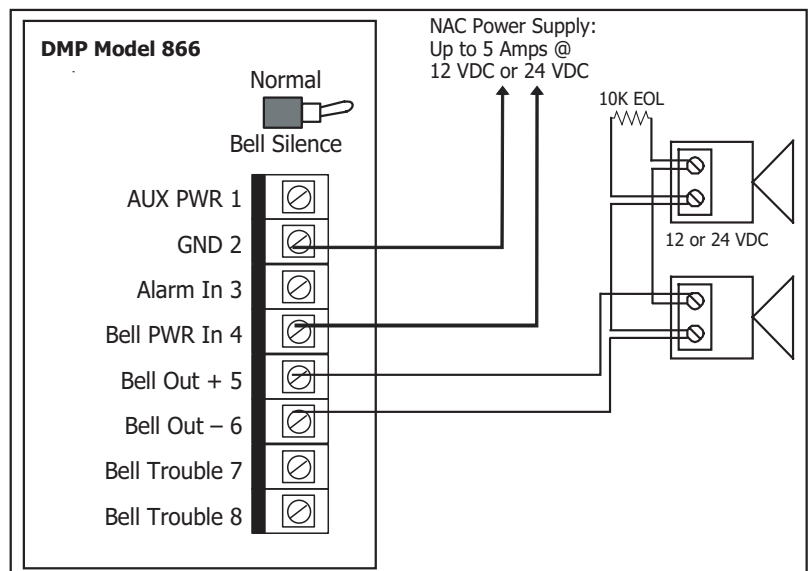 DMP Model 866
Normal
Bell Silence
AUX PWR 1
GND 2
Alarm In 3
Bell PWR In 4
Bell Out + 5
Bell Out – 6
Bell Trouble 7
Bell Trouble 8
NAC Power Supply:
Up to 5 Amps @
12 VDC or 24 VDC
10K EOL
12 or 24 VDC